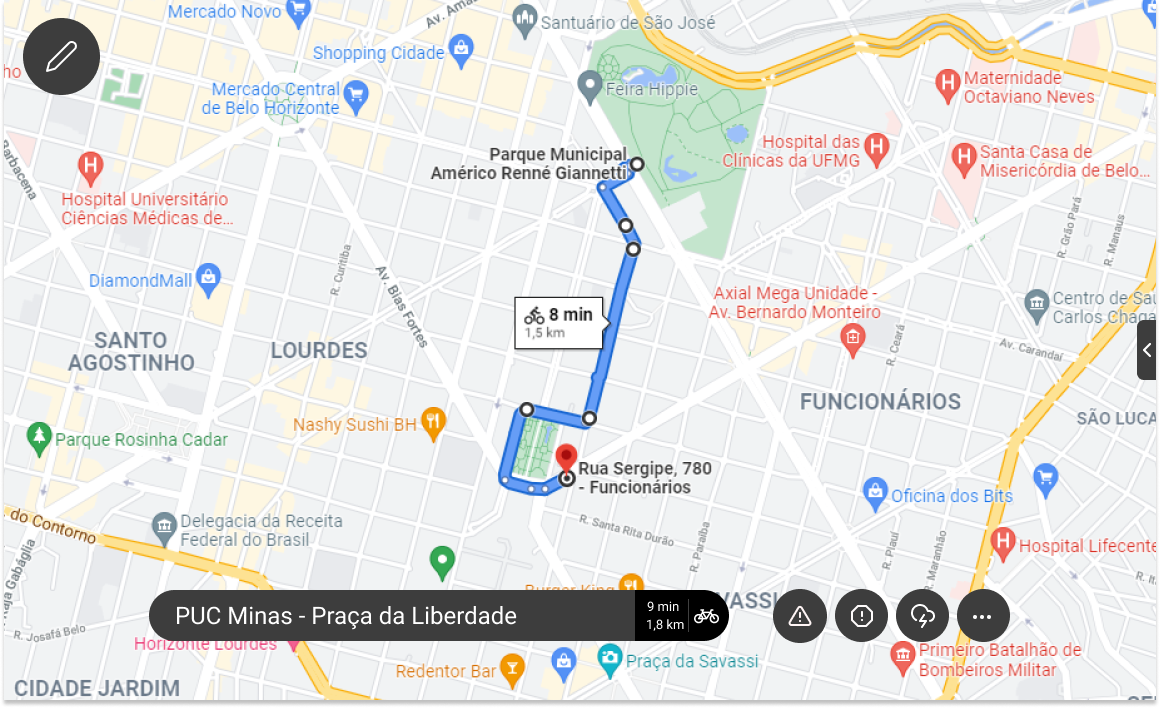 Mercado Novo
Av. Ama
Santuário de São José
Shopping Cidade
ho
Mercado Central
de Belo Horizonte
Feira Hippie
Maternidade
Octaviano Neves
Hospital das
Clínicas da UFMG
Santa Casa de
Misericórdia de Belo...
Parque Municipal
Américo Renné Giannetti
Barbacena
Hospital Universitário
Ciências Médicas de...
R. Grão Pará
R. Manaus
R. Curitiba
Av. Bias Fortes
DiamondMall
8 min
1,5 km
Axial Mega Unidade -
Av. Bernardo Monteiro
Centro de Saú
Carlos Chaga
R. Ceará
Av. Carandaí
SANTO
AGOSTINHO
LOURDES
FUNCIONÁRIOS
SÃO LUCA
Nashy Sushi BH
Parque Rosinha Cadar
Rua Sergipe, 780
- Funcionários
Oficina dos Bits
do Contorno
Delegacia da Receita
Federal do Brasil
R. Santa Rita Durão
R. Paraíba
R. Piauí
R. Maranhão
Hospital Lifecente
Gabáglia
Burger King
R. Josafá Belo
PUC Minas - Praça da Liberdade
9 min
1,8 km
VASSI
Horizonte Lourdes
Redentor Bar
Praça da Savassi
Primeiro Batalhão de
Bombeiros Militar
CIDADE JARDIM